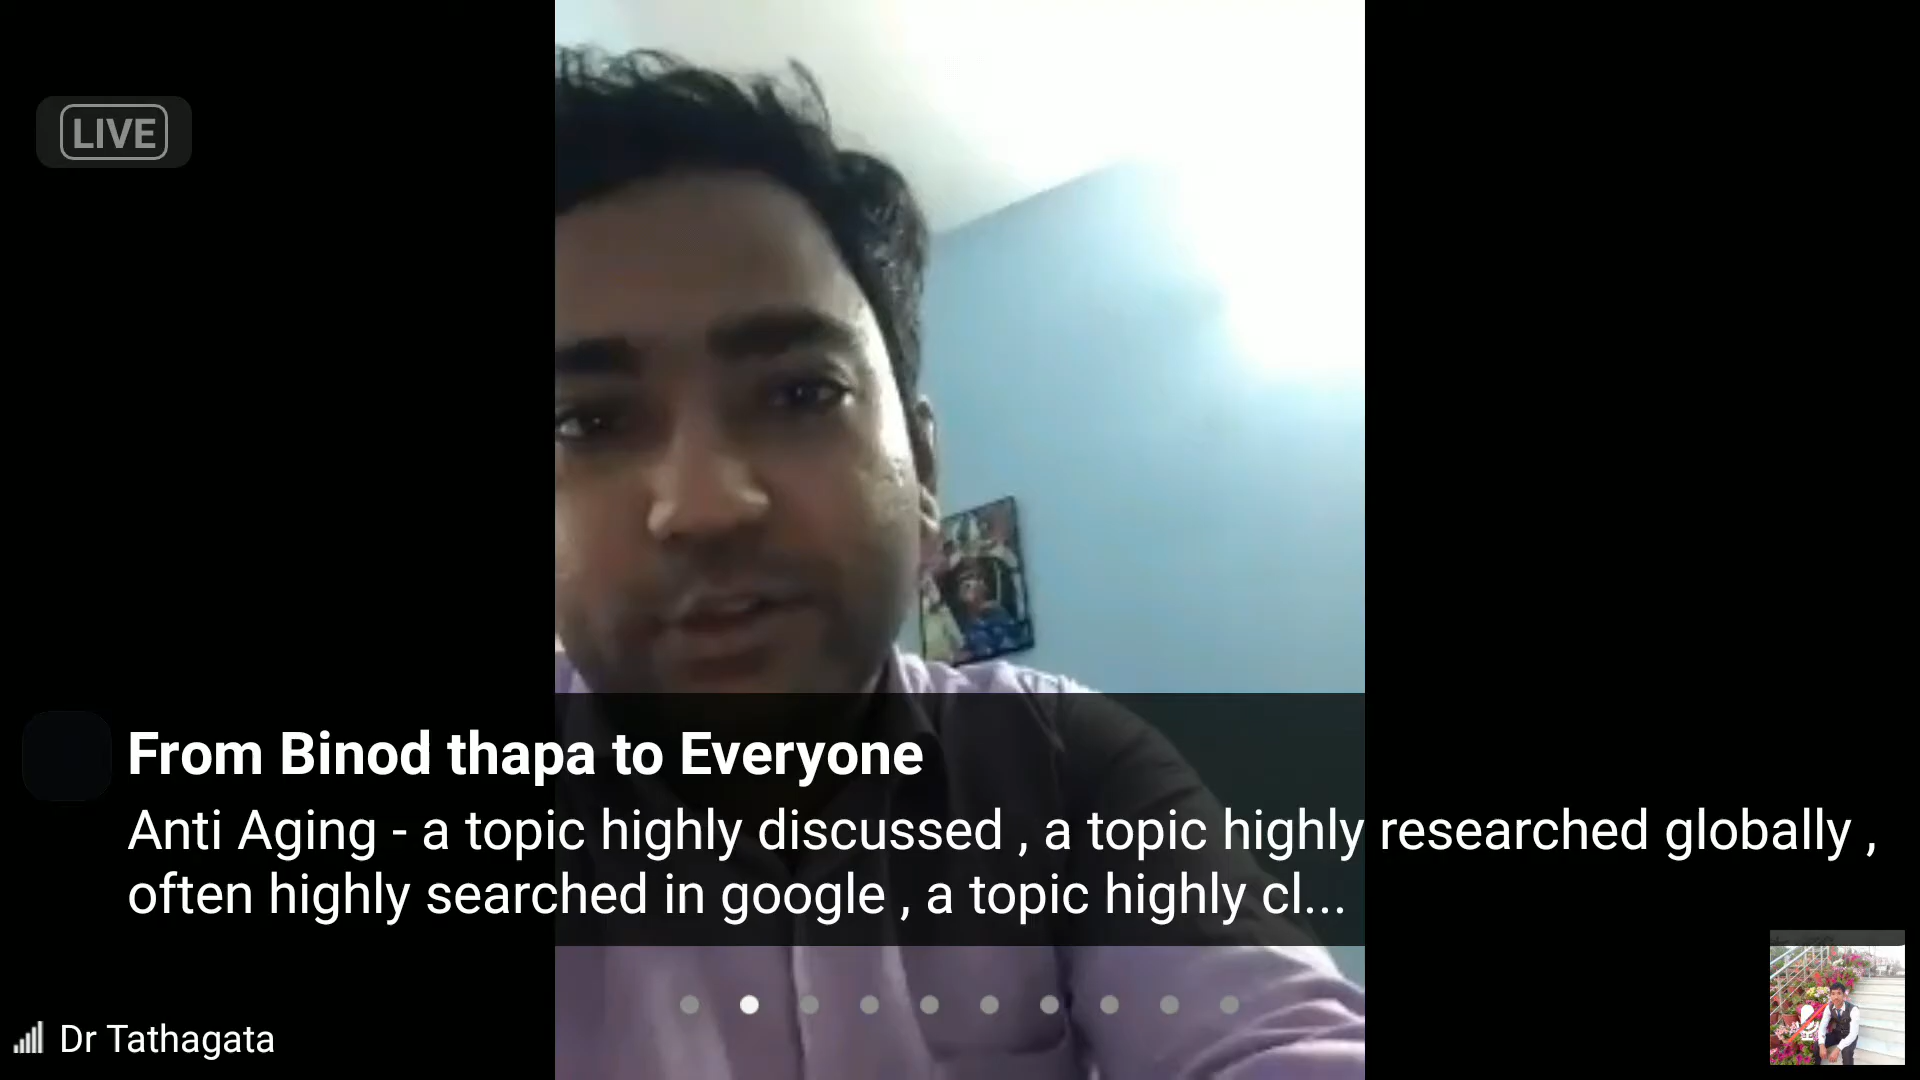 LIVE
From Binod thapa to Everyone
Anti Aging - a topic highly discussed , a topic highly researched globally ,
often highly searched in google , a topic highly cl...
Dr Tathagata